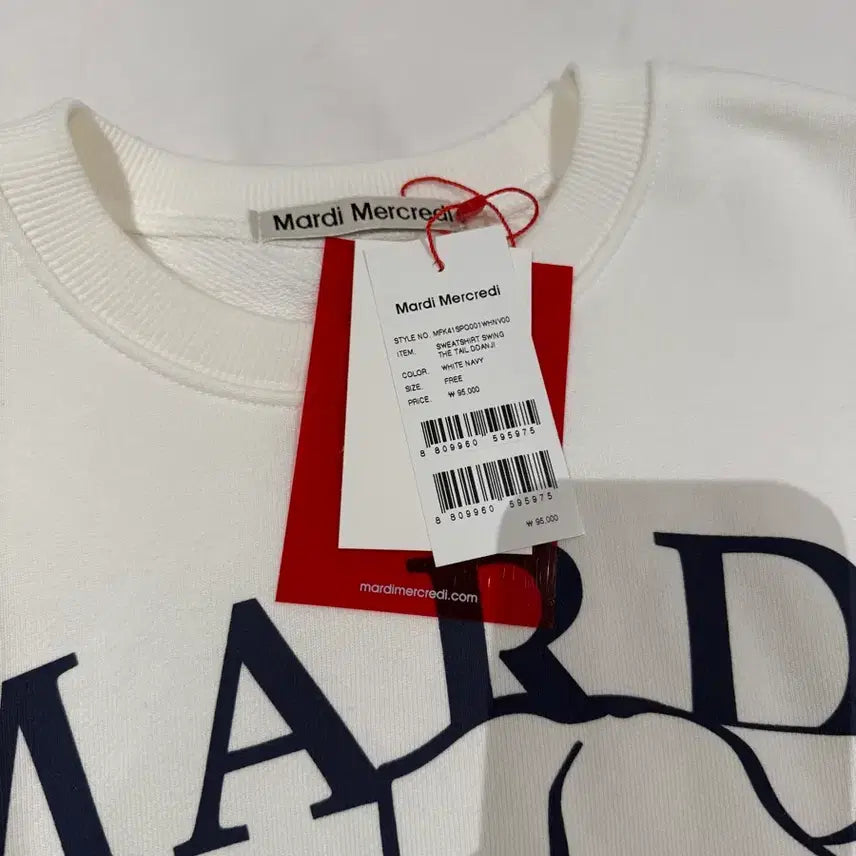 Mardi Mercredi
Mardi Mercredi
STYLE NO. MFK41SPO001WHNV00
ITEM. SWEATSHIRT SWING
THE TAIL DDANJI
COLOR. WHITE NAVY
SIZE. FREE
PRICE. ₩ 95,000
8 809960 595975
8 809960 595975
₩ 95,000
mardimercredi.com
MARD